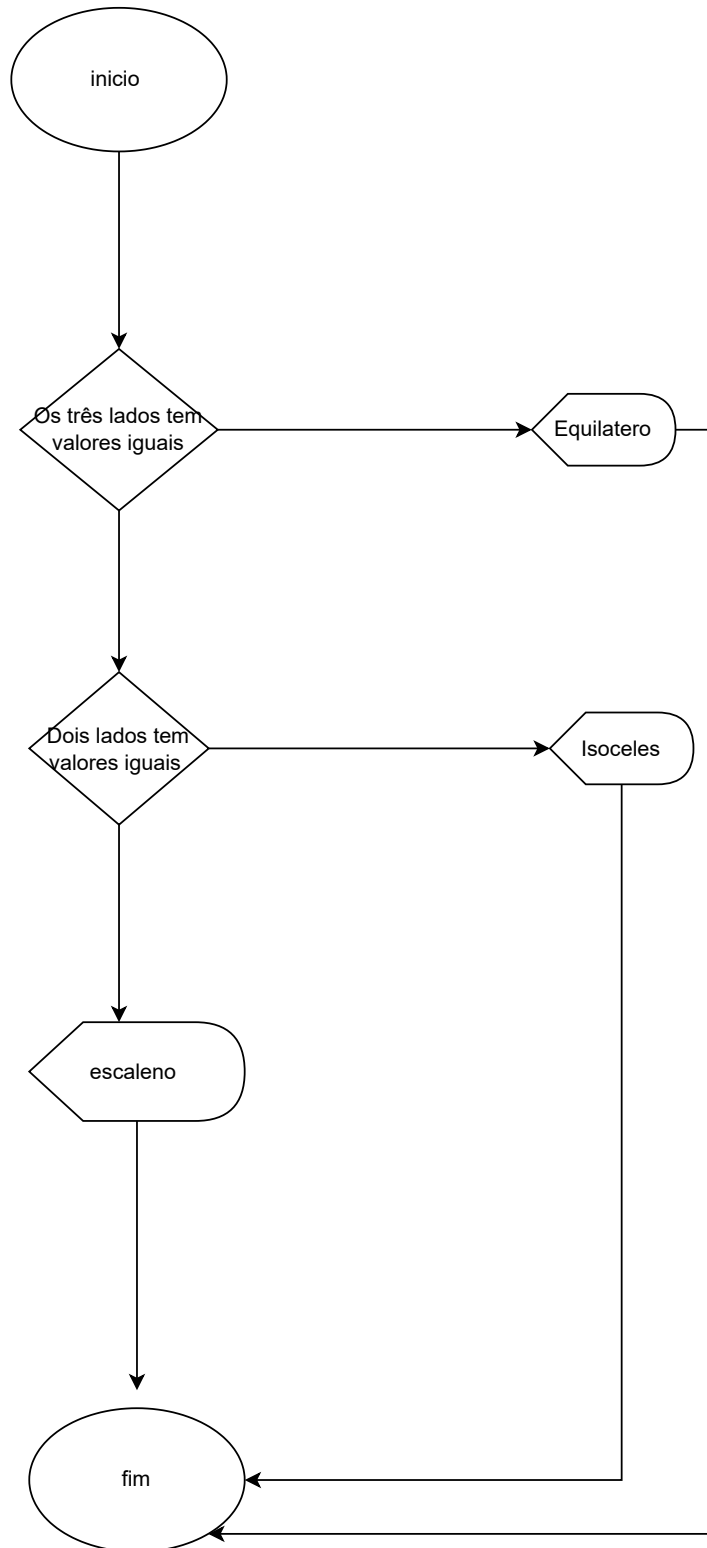 inicio
Os três lados tem
valores iguais
Equilatero
Dois lados tem
valores iguais
Isoceles
escaleno
fim